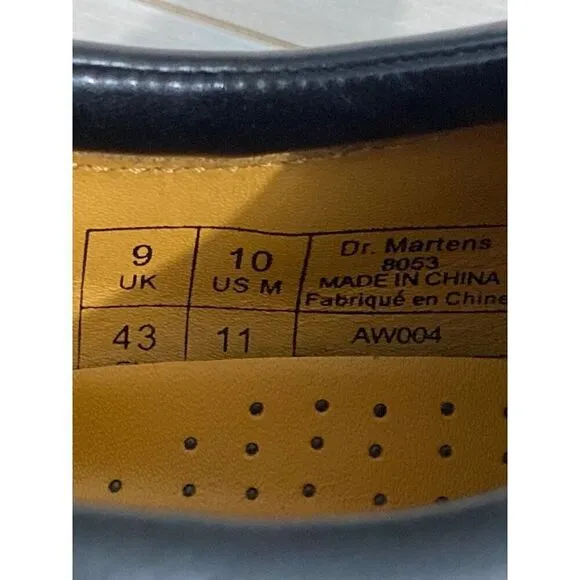 9
UK
10
US M
Dr. Martens
8053
MADE IN CHINA
Fabriqué en Chine
43
11
AW004